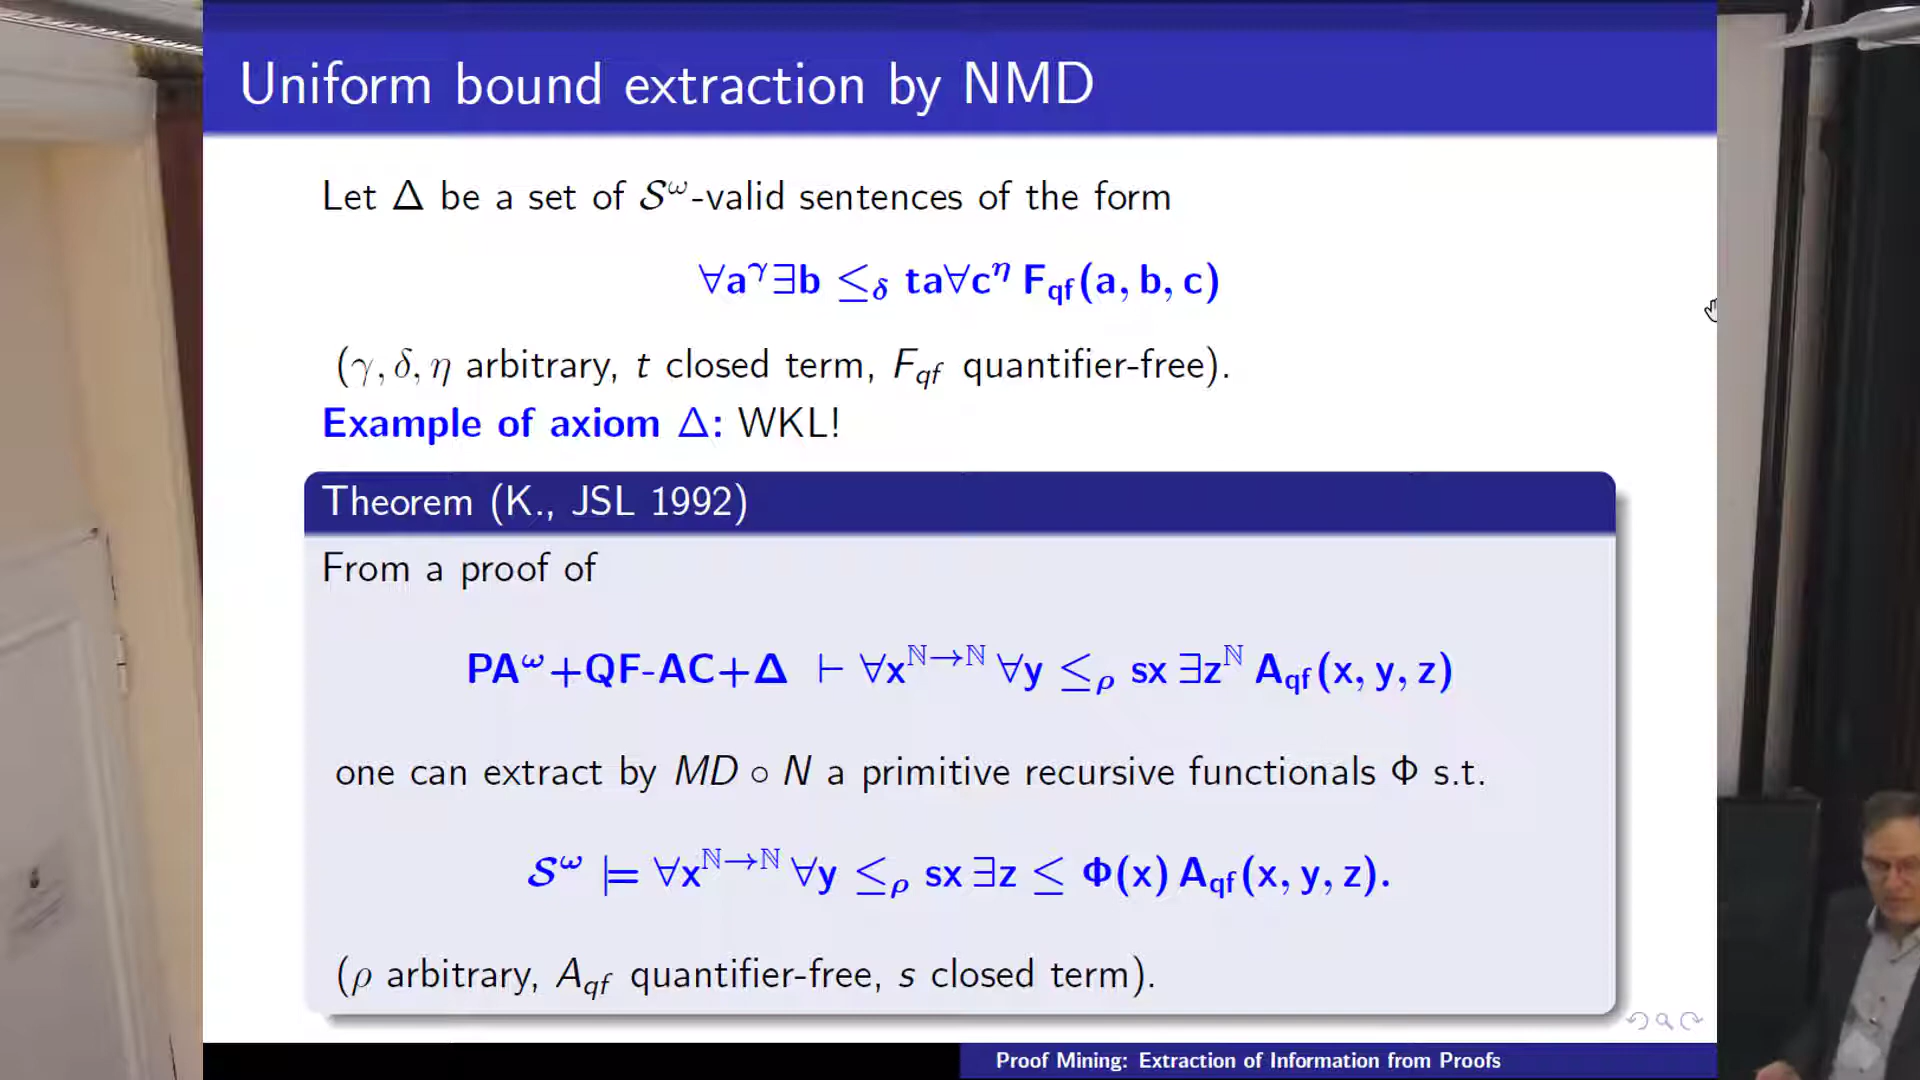 Uniform bound extraction by NMD
Let Δ be a set of 𝒮^ω-valid sentences of the form
∀a^γ∃b ≤_δ ta∀c^η F_qf(a, b, c)
(γ, δ, η arbitrary, t closed term, F_qf quantifier-free).
Example of axiom Δ: WKL!
Theorem (K., JSL 1992)
From a proof of
PA^ω+QF-AC+Δ ⊢ ∀x^{ℕ→ℕ} ∀y ≤_ρ sx ∃z^ℕ A_qf(x, y, z)
one can extract by MD ∘ N a primitive recursive functionals Φ s.t.
𝒮^ω ⊨ ∀x^{ℕ→ℕ} ∀y ≤_ρ sx ∃z ≤ Φ(x) A_qf(x, y, z).
(ρ arbitrary, A_qf quantifier-free, s closed term).
Proof Mining: Extraction of Information from Proofs